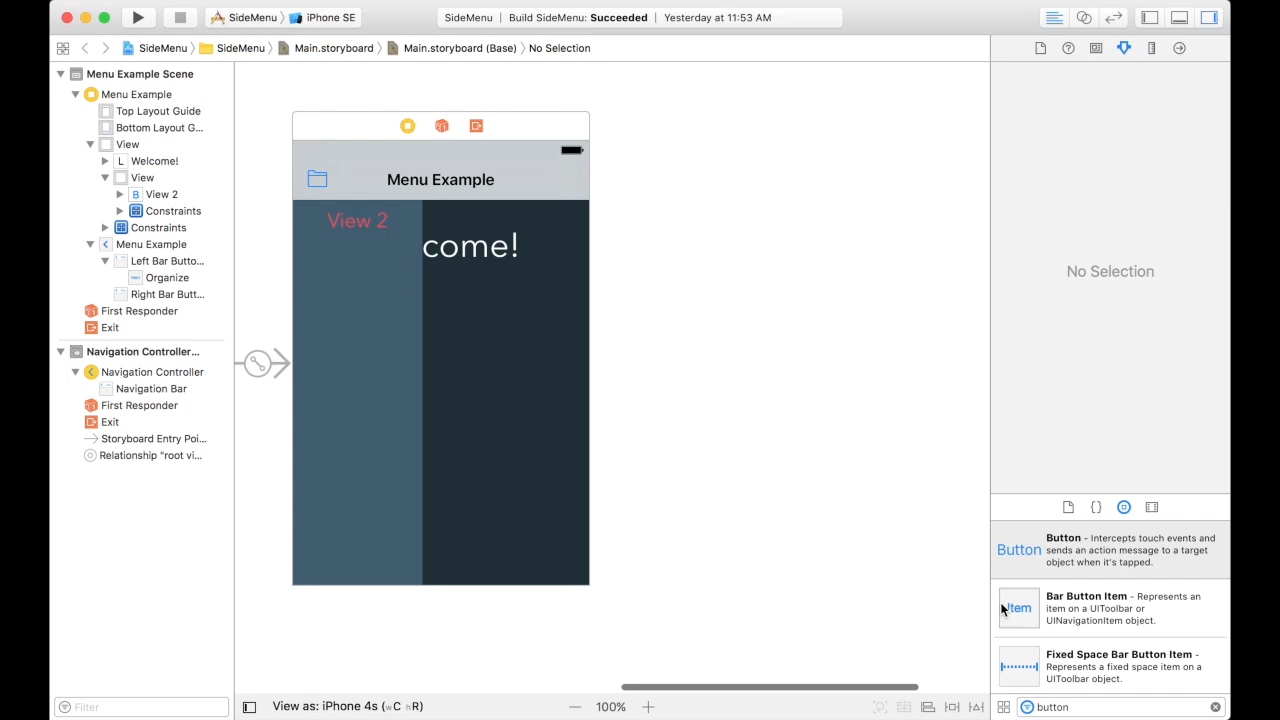 SideMenu
iPhone SE
SideMenu | Build SideMenu: Succeeded | Yesterday at 11:53 AM
SideMenu
SideMenu
Main.storyboard
Main.storyboard (Base)
No Selection
Menu Example Scene
Menu Example
Top Layout Guide
Bottom Layout G...
View
L Welcome!
View
B View 2
Constraints
Constraints
Menu Example
Left Bar Butto...
Organize
Right Bar Butt...
First Responder
Exit
Navigation Controller...
Navigation Controller
Navigation Bar
First Responder
Exit
Storyboard Entry Poi...
Relationship "root vi...
Filter
Menu Example
View 2
come!
View as: iPhone 4s (wC hR)
100%
No Selection
Button
Button - Intercepts touch events and
sends an action message to a target
object when it's tapped.
Item
Bar Button Item - Represents an
item on a UIToolbar or
UINavigationItem object.
Fixed Space Bar Button Item -
Represents a fixed space item on a
UIToolbar object.
button